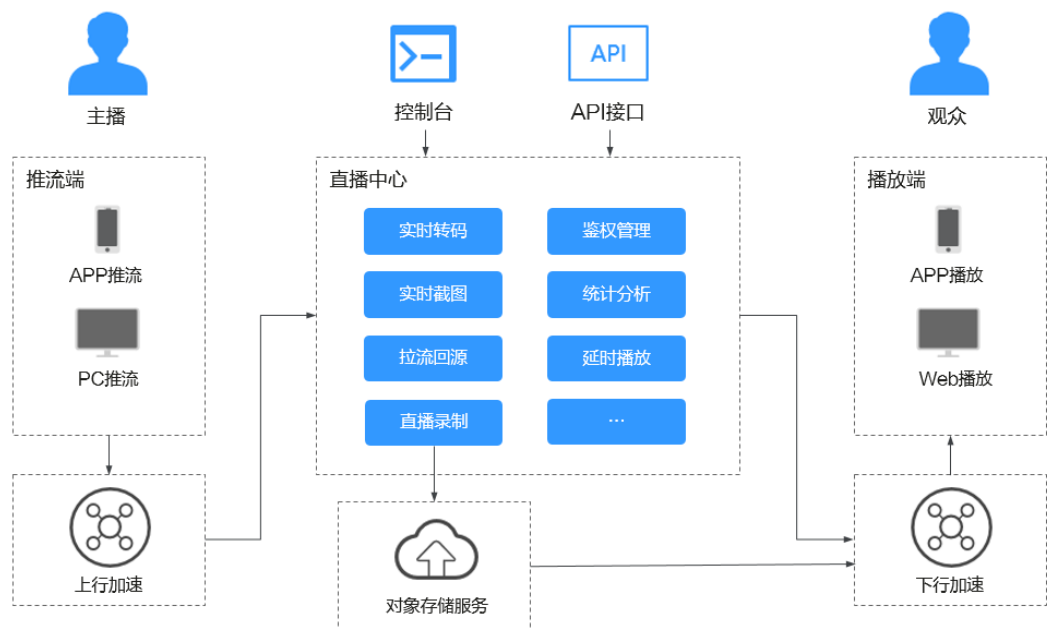 API
主播
控制台
API接口
观众
推流端
APP推流
PC推流
上行加速
直播中心
实时转码
鉴权管理
实时截图
统计分析
拉流回源
延时播放
直播录制
...
对象存储服务
播放端
APP播放
Web播放
下行加速